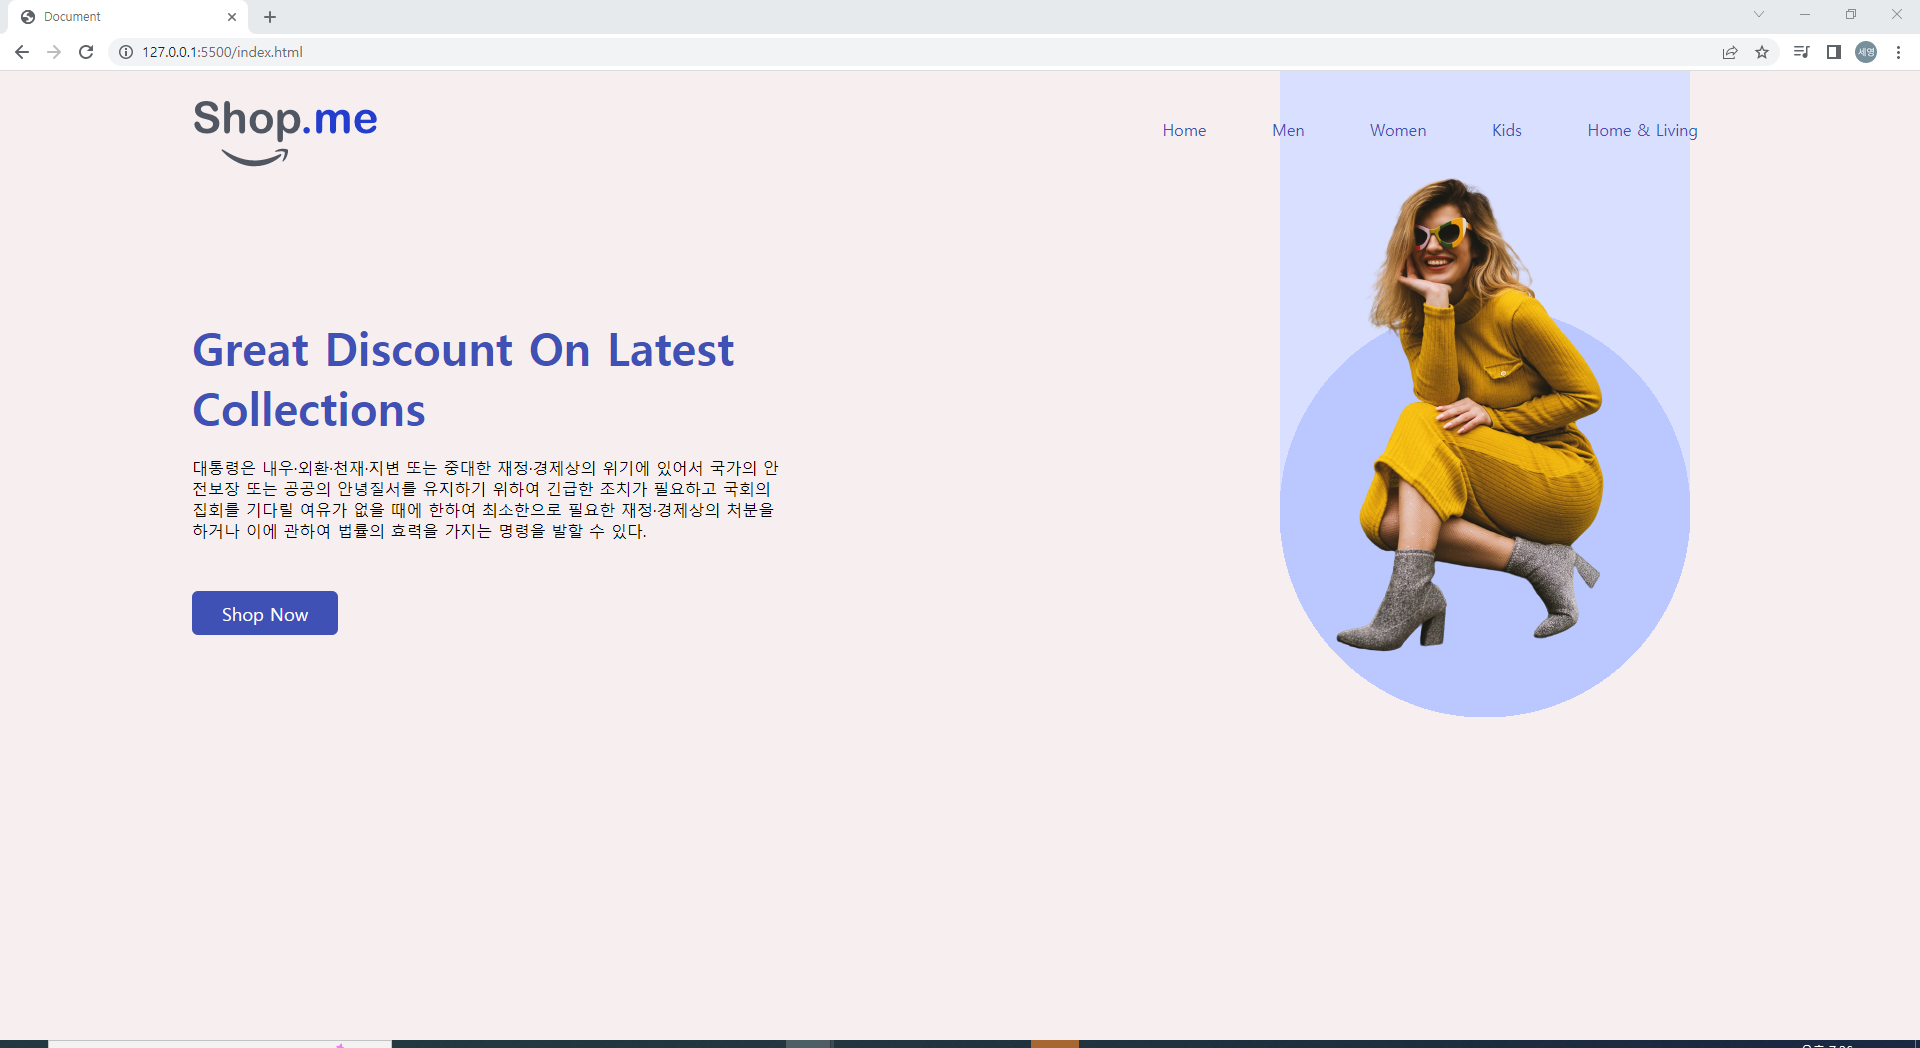 Document
127.0.0.1:5500/index.html
세영
Shop.me
Home Men Women Kids Home & Living
Great Discount On Latest
Collections
대통령은 내우·외환·천재·지변 또는 중대한 재정·경제상의 위기에 있어서 국가의 안
전보장 또는 공공의 안녕질서를 유지하기 위하여 긴급한 조치가 필요하고 국회의
집회를 기다릴 여유가 없을 때에 한하여 최소한으로 필요한 재정·경제상의 처분을
하거나 이에 관하여 법률의 효력을 가지는 명령을 발할 수 있다.
Shop Now